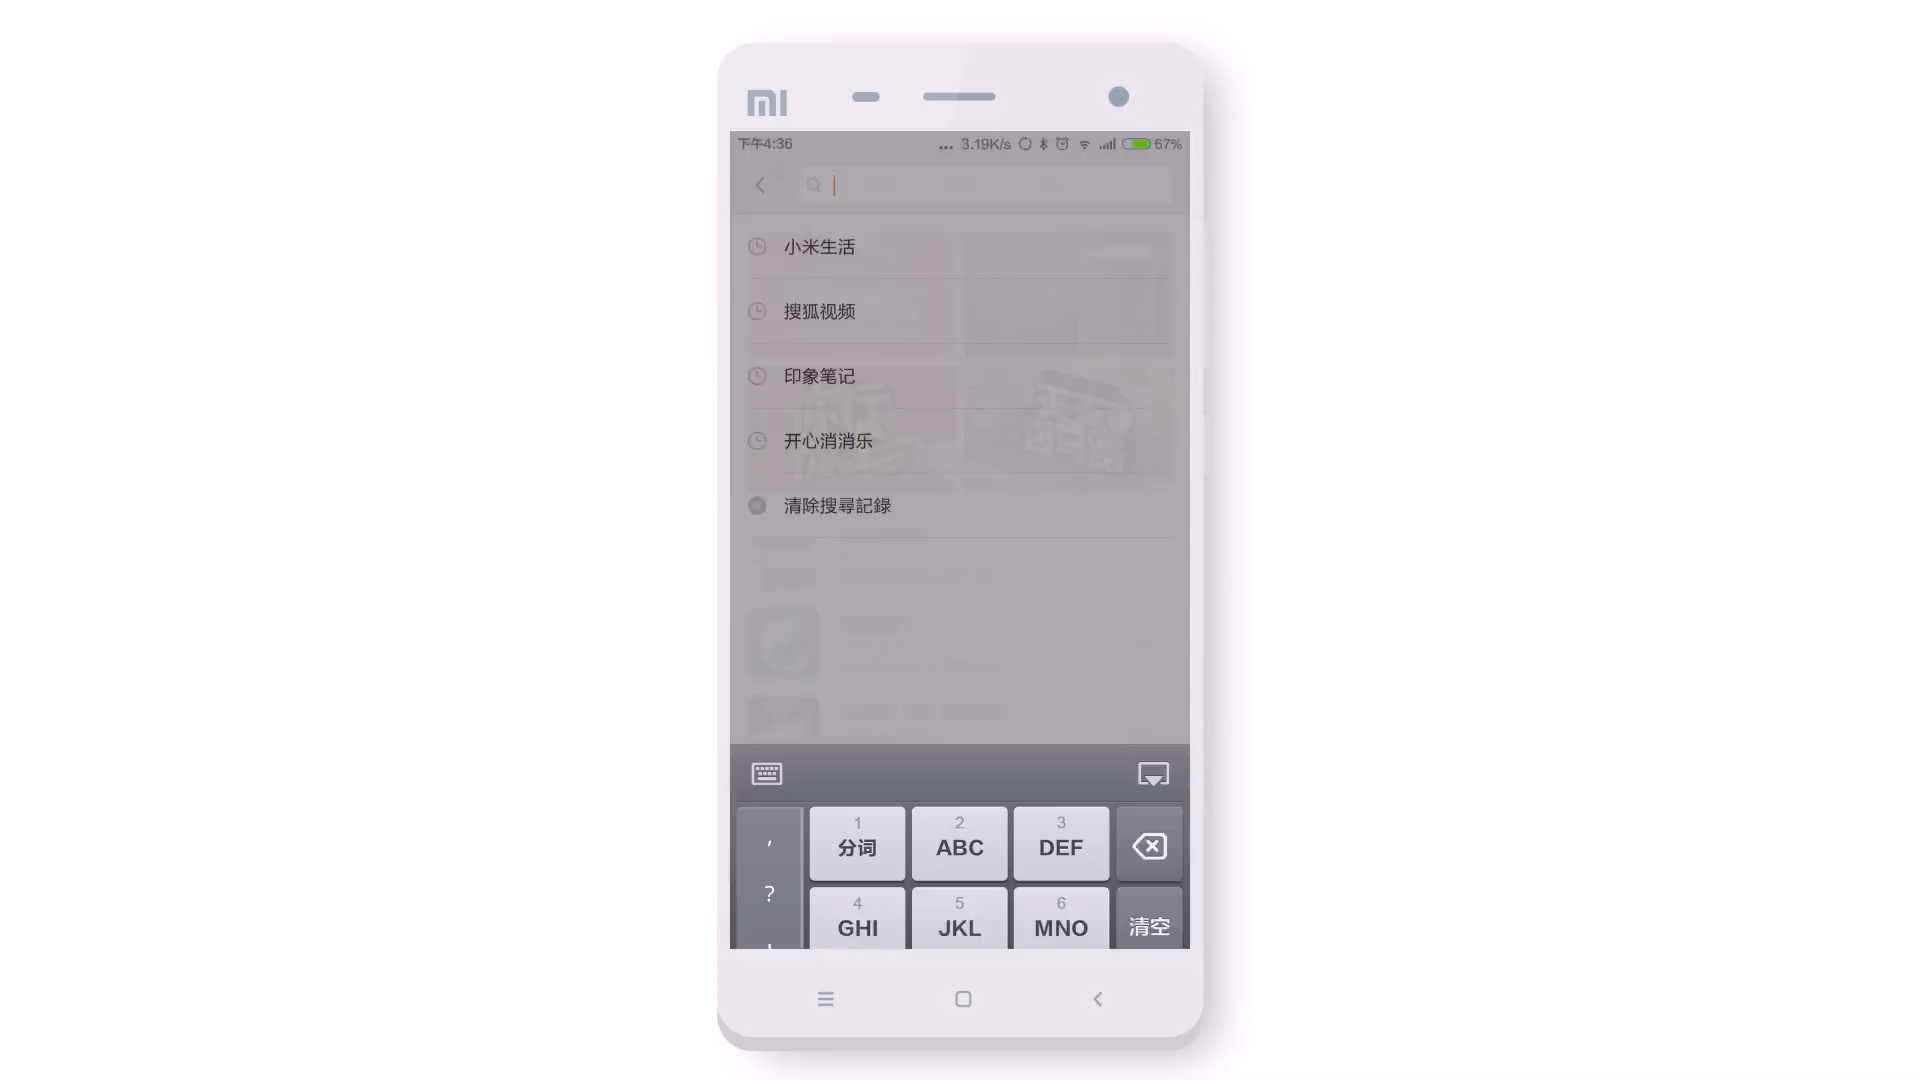 mi
下午4:36 ... 3.19K/s 67%
小米生活
搜狐视频
印象笔记
开心消消乐
清除搜尋記錄
1 2 3
, 分词 ABC DEF
?
4 5 6
GHI JKL MNO 清空